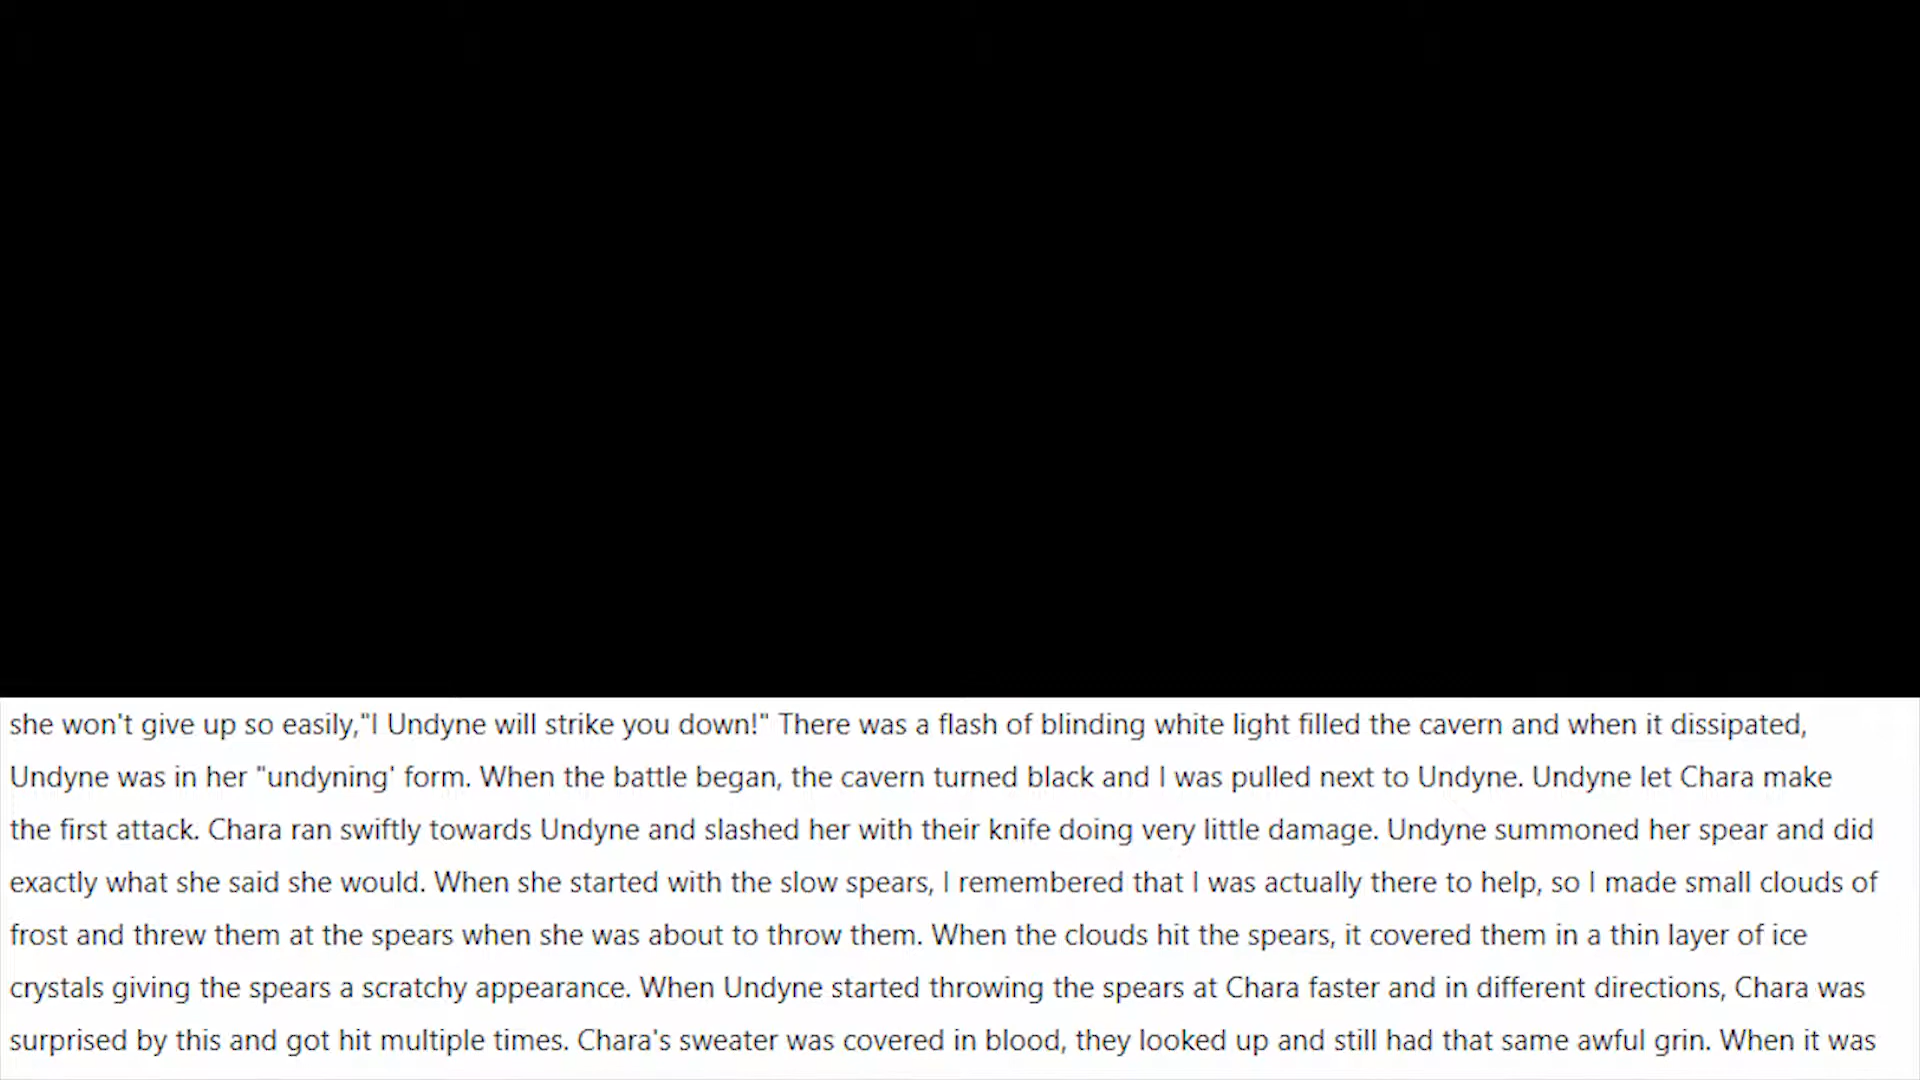 she won't give up so easily,"I Undyne will strike you down!" There was a flash of blinding white light filled the cavern and when it dissipated,
Undyne was in her "undyning' form. When the battle began, the cavern turned black and I was pulled next to Undyne. Undyne let Chara make
the first attack. Chara ran swiftly towards Undyne and slashed her with their knife doing very little damage. Undyne summoned her spear and did
exactly what she said she would. When she started with the slow spears, I remembered that I was actually there to help, so I made small clouds of
frost and threw them at the spears when she was about to throw them. When the clouds hit the spears, it covered them in a thin layer of ice
crystals giving the spears a scratchy appearance. When Undyne started throwing the spears at Chara faster and in different directions, Chara was
surprised by this and got hit multiple times. Chara's sweater was covered in blood, they looked up and still had that same awful grin. When it was